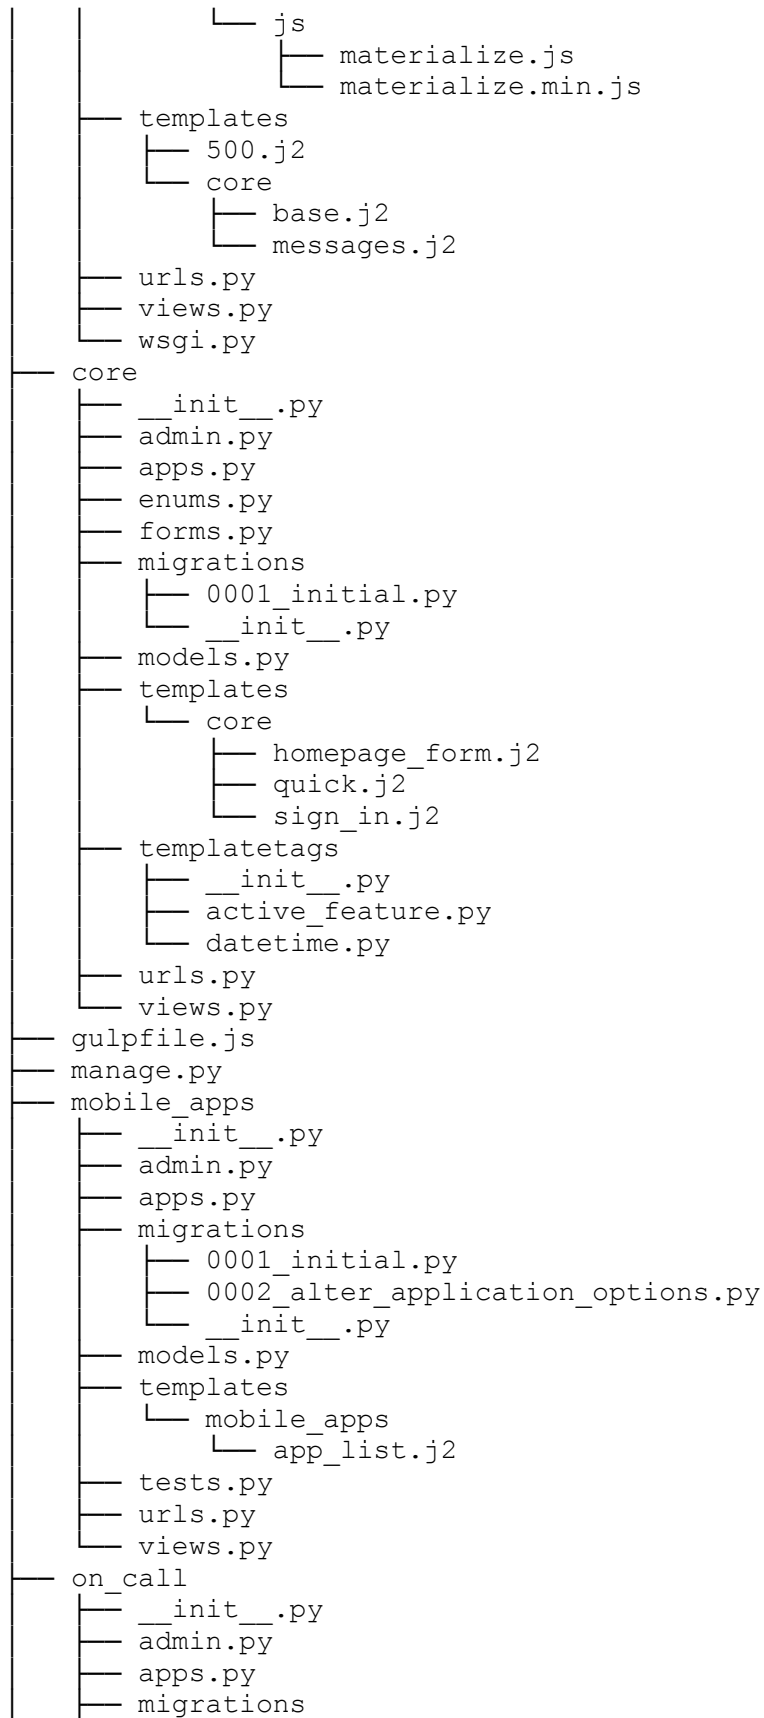 │   │       └── js
│   │           ├── materialize.js
│   │           └── materialize.min.js
│   ├── templates
│   │   ├── 500.j2
│   │   └── core
│   │       ├── base.j2
│   │       └── messages.j2
│   ├── urls.py
│   ├── views.py
│   └── wsgi.py
├── core
│   ├── __init__.py
│   ├── admin.py
│   ├── apps.py
│   ├── enums.py
│   ├── forms.py
│   ├── migrations
│   │   ├── 0001_initial.py
│   │   └── __init__.py
│   ├── models.py
│   ├── templates
│   │   └── core
│   │       ├── homepage_form.j2
│   │       ├── quick.j2
│   │       └── sign_in.j2
│   ├── templatetags
│   │   ├── __init__.py
│   │   ├── active_feature.py
│   │   └── datetime.py
│   ├── urls.py
│   └── views.py
├── gulpfile.js
├── manage.py
├── mobile_apps
│   ├── __init__.py
│   ├── admin.py
│   ├── apps.py
│   ├── migrations
│   │   ├── 0001_initial.py
│   │   ├── 0002_alter_application_options.py
│   │   └── __init__.py
│   ├── models.py
│   ├── templates
│   │   └── mobile_apps
│   │       └── app_list.j2
│   ├── tests.py
│   ├── urls.py
│   └── views.py
├── on_call
│   ├── __init__.py
│   ├── admin.py
│   ├── apps.py
│   ├── migrations